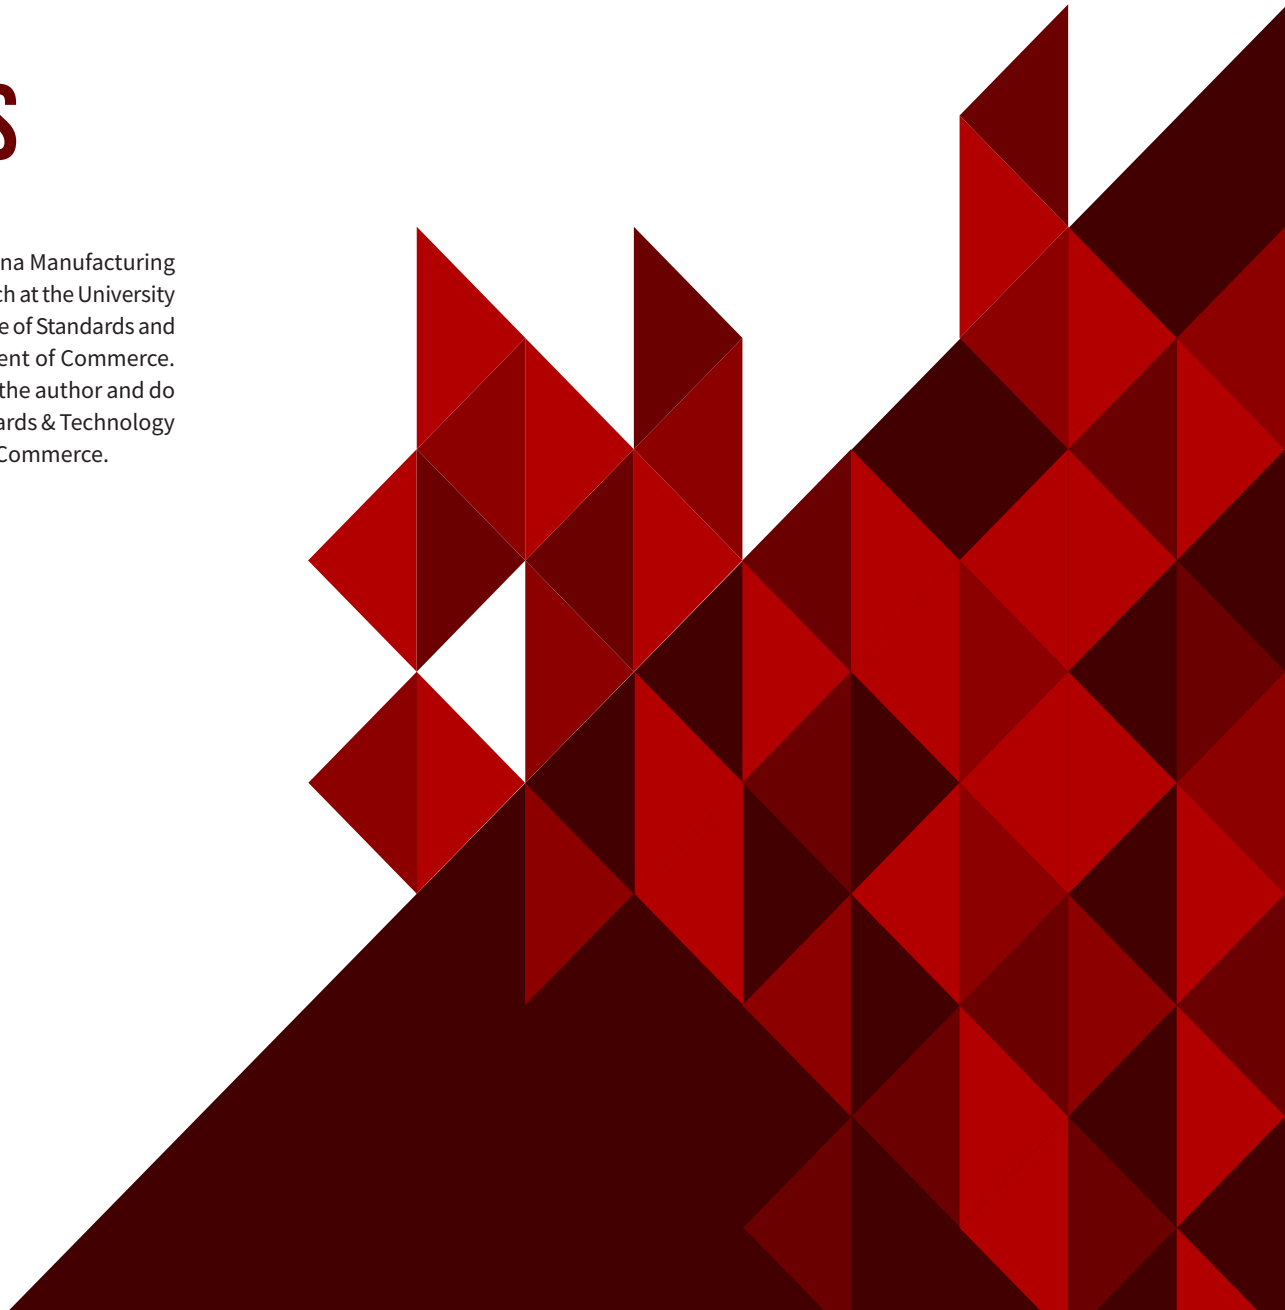 S
na Manufacturing
ch at the University
e of Standards and
ent of Commerce.
the author and do
ards & Technology
Commerce.